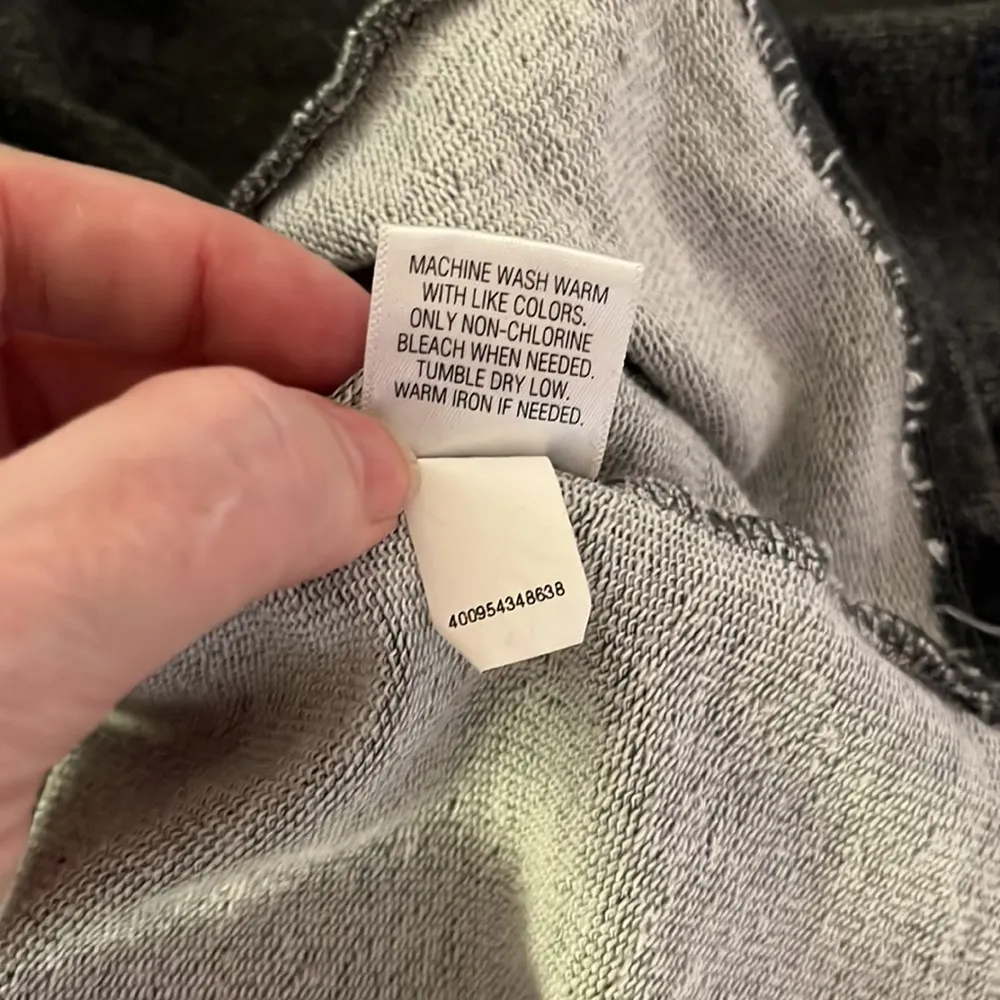 MACHINE WASH WARM
WITH LIKE COLORS.
ONLY NON-CHLORINE
BLEACH WHEN NEEDED.
TUMBLE DRY LOW.
WARM IRON IF NEEDED.
400954348638